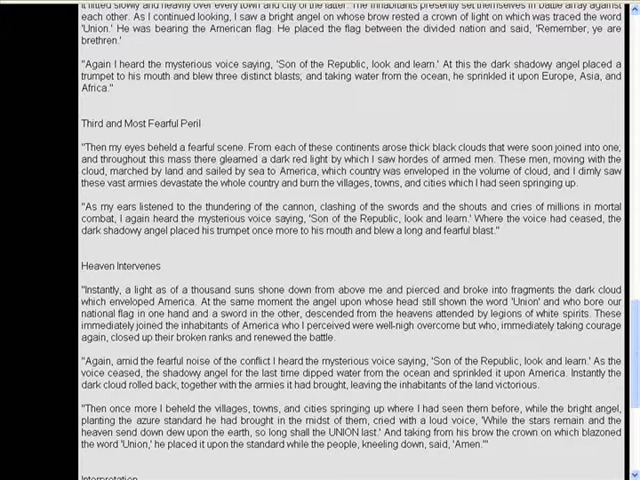 it flitted slowly and heavily over every town and city of the latter. The inhabitants presently set themselves in battle array against
each other. As I continued looking, I saw a bright angel on whose brow rested a crown of light on which was traced the word
'Union.' He was bearing the American flag. He placed the flag between the divided nation and said, 'Remember, ye are
brethren.'
"Again I heard the mysterious voice saying, 'Son of the Republic, look and learn.' At this the dark shadowy angel placed a
trumpet to his mouth and blew three distinct blasts; and taking water from the ocean, he sprinkled it upon Europe, Asia, and
Africa."
Third and Most Fearful Peril
"Then my eyes beheld a fearful scene. From each of these continents arose thick black clouds that were soon joined into one,
and throughout this mass there gleamed a dark red light by which I saw hordes of armed men. These men, moving with the
cloud, marched by land and sailed by sea to America, which country was enveloped in the volume of cloud, and I dimly saw
these vast armies devastate the whole country and burn the villages, towns, and cities which I had seen springing up.
"As my ears listened to the thundering of the cannon, clashing of the swords and the shouts and cries of millions in mortal
combat, I again heard the mysterious voice saying, 'Son of the Republic, look and learn.' Where the voice had ceased, the
dark shadowy angel placed his trumpet once more to his mouth and blew a long and fearful blast."
Heaven Intervenes
"Instantly, a light as of a thousand suns shone down from above me and pierced and broke into fragments the dark cloud
which enveloped America. At the same moment the angel upon whose head still shown the word 'Union' and who bore our
national flag in one hand and a sword in the other, descended from the heavens attended by legions of white spirits. These
immediately joined the inhabitants of America who I perceived were well-nigh overcome but who, immediately taking courage
again, closed up their broken ranks and renewed the battle.
"Again, amid the fearful noise of the conflict I heard the mysterious voice saying, 'Son of the Republic, look and learn.' As the
voice ceased, the shadowy angel for the last time dipped water from the ocean and sprinkled it upon America. Instantly the
dark cloud rolled back, together with the armies it had brought, leaving the inhabitants of the land victorious.
"Then once more I beheld the villages, towns, and cities springing up where I had seen them before, while the bright angel,
planting the azure standard he had brought in the midst of them, cried with a loud voice, 'While the stars remain and the
heaven send down dew upon the earth, so long shall the UNION last.' And taking from his brow the crown on which blazoned
the word 'Union,' he placed it upon the standard while the people, kneeling down, said, 'Amen.'"
Interpretation